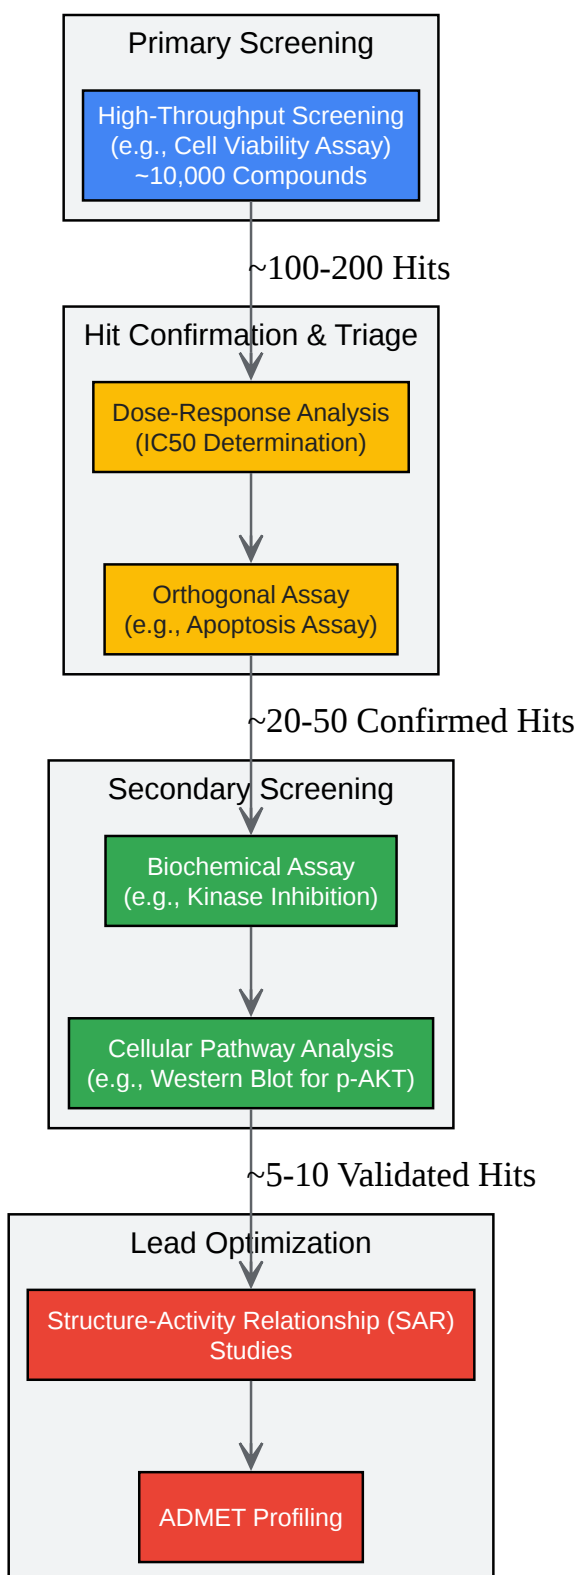 Primary Screening
High-Throughput Screening
(e.g., Cell Viability Assay)
~10,000 Compounds
~100-200 Hits
Hit Confirmation & Triage
Dose-Response Analysis
(IC50 Determination)
Orthogonal Assay
(e.g., Apoptosis Assay)
~20-50 Confirmed Hits
Secondary Screening
Biochemical Assay
(e.g., Kinase Inhibition)
Cellular Pathway Analysis
(e.g., Western Blot for p-AKT)
~5-10 Validated Hits
Lead Optimization
Structure-Activity Relationship (SAR)
Studies
ADMET Profiling